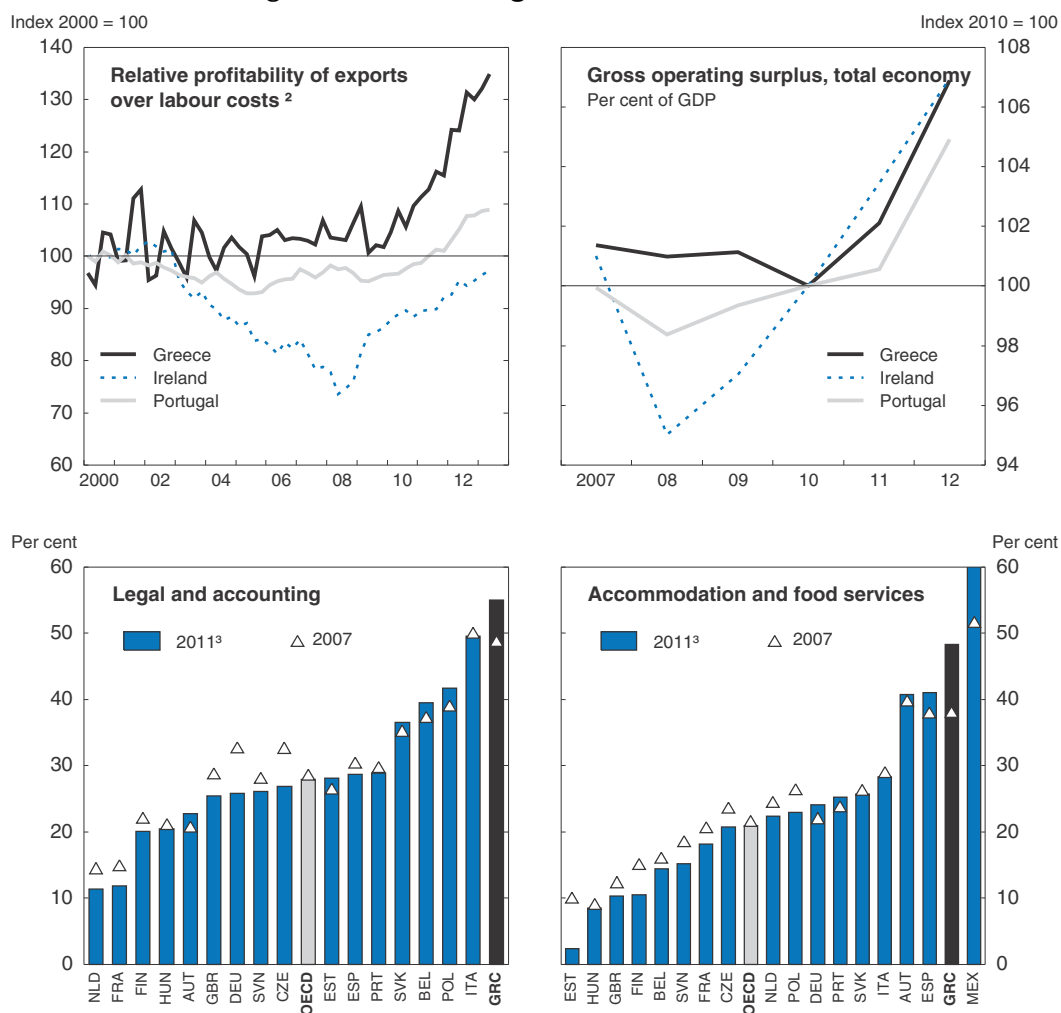 Index 2000 = 100
Index 2010 = 100
140
130
120
110
100
90
80
70
60
Relative profitability of exports
over labour costs ²
Greece
Ireland
Portugal
2000 02 04 06 08 10 12
Gross operating surplus, total economy
Per cent of GDP
Greece
Ireland
Portugal
108
106
104
102
100
98
96
94
2007 08 09 10 11 12
Per cent
Per cent
60
50
40
30
20
10
0
Legal and accounting
2011³ 2007
NLD FRA FIN HUN AUT GBR DEU SVN CZE OECD EST ESP PRT SVK BEL POL ITA GRC
Accommodation and food services
2011³ 2007
60
50
40
30
20
10
0
EST HUN GBR FIN BEL SVN FRA CZE OECD NLD POL DEU PRT SVK ITA AUT ESP GRC MEX